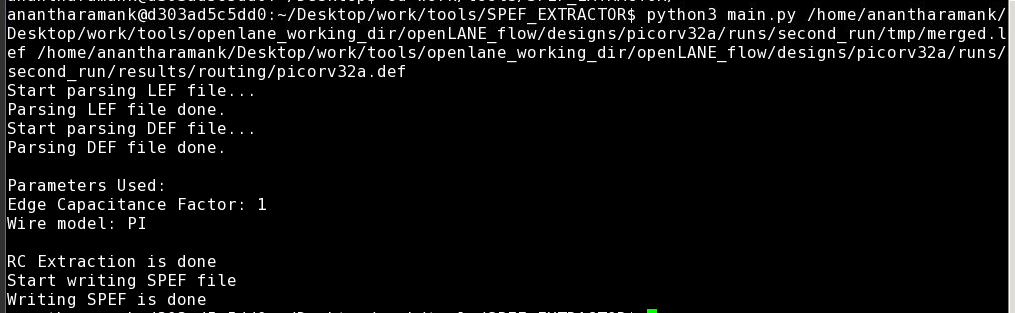 anantharamank@d303ad5c5dd0:~/Desktop/work/tools/SPEF_EXTRACTOR$ python3 main.py /home/anantharamank/
Desktop/work/tools/openlane_working_dir/openLANE_flow/designs/picorv32a/runs/second_run/tmp/merged.l
ef /home/anantharamank/Desktop/work/tools/openlane_working_dir/openLANE_flow/designs/picorv32a/runs/
second_run/results/routing/picorv32a.def
Start parsing LEF file...
Parsing LEF file done.
Start parsing DEF file...
Parsing DEF file done.
Parameters Used:
Edge Capacitance Factor: 1
Wire model: PI
RC Extraction is done
Start writing SPEF file
Writing SPEF is done